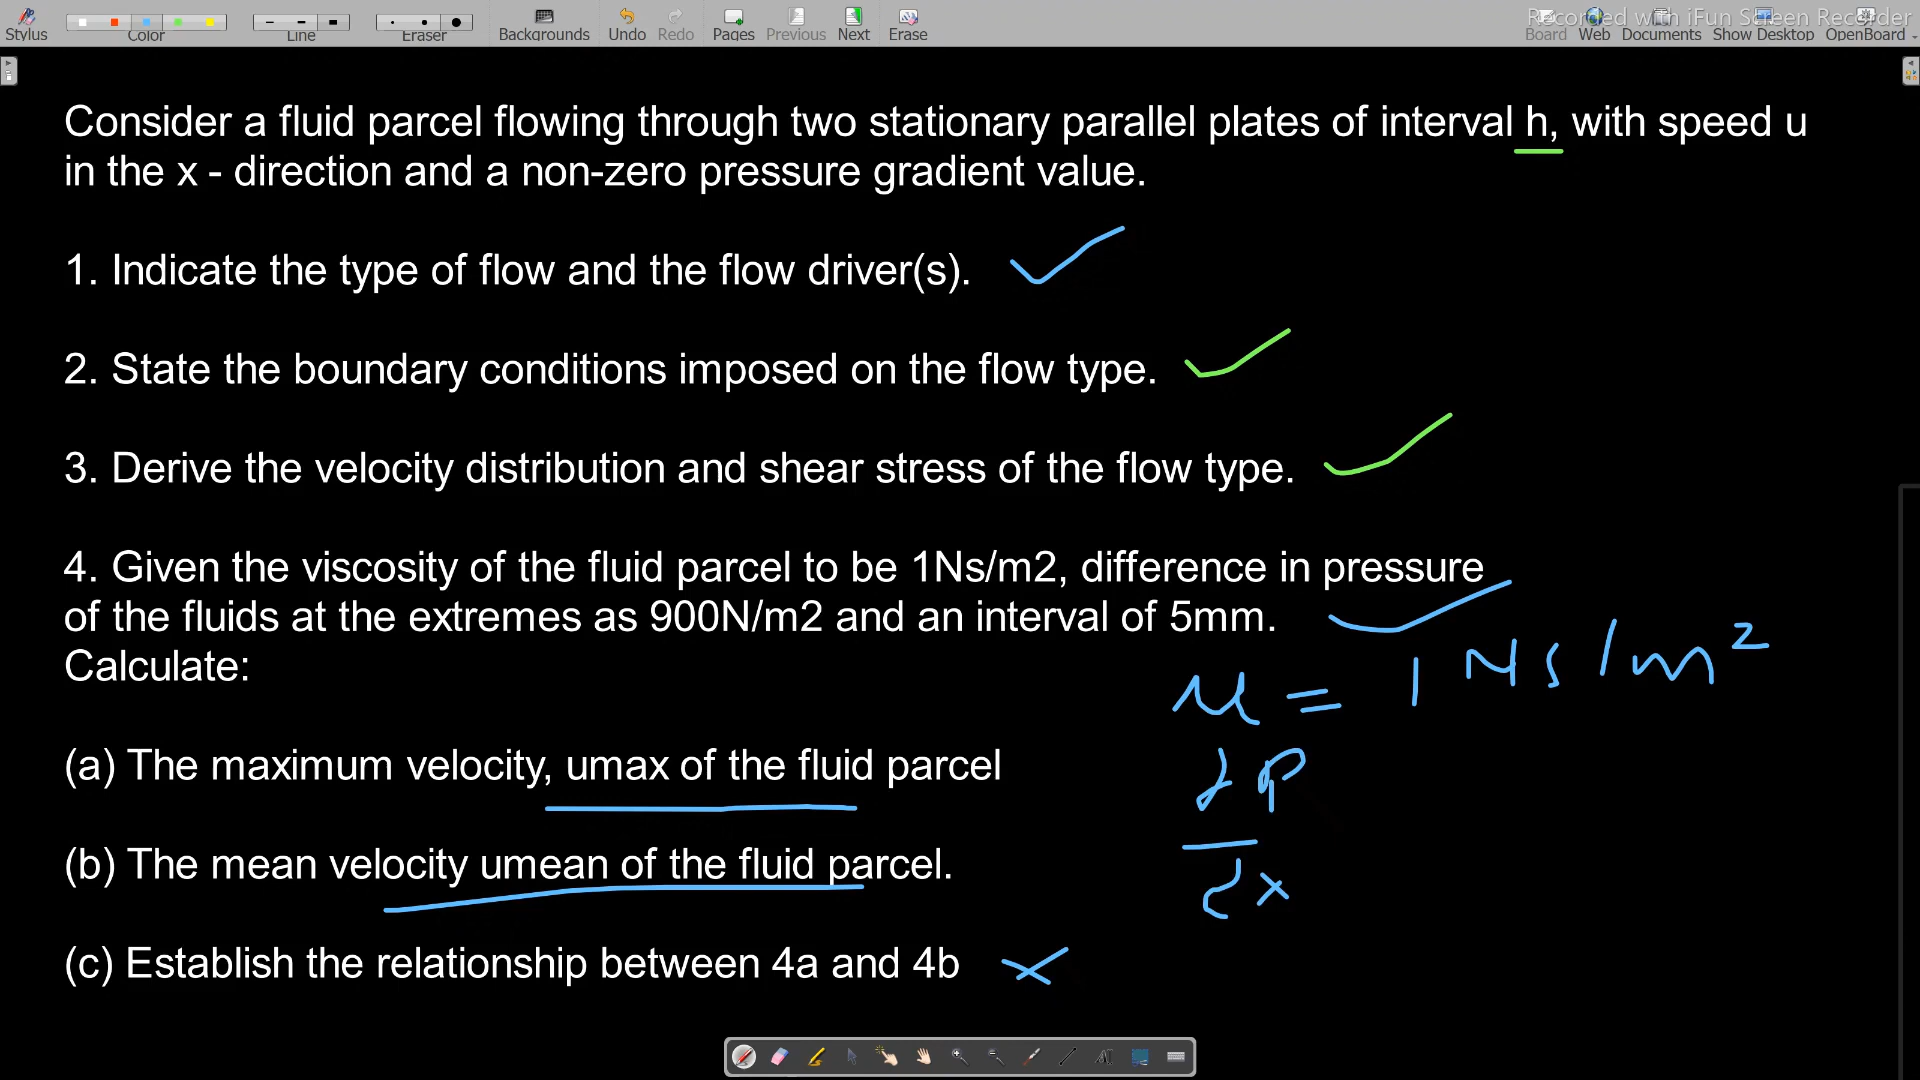 Recorded with iFun Screen Recorder
Stylus Color Line Eraser Backgrounds Undo Redo Pages Previous Next Erase Board Web Documents Show Desktop OpenBoard
Consider a fluid parcel flowing through two stationary parallel plates of interval h, with speed u
in the x - direction and a non-zero pressure gradient value.
1. Indicate the type of flow and the flow driver(s).
2. State the boundary conditions imposed on the flow type.
3. Derive the velocity distribution and shear stress of the flow type.
4. Given the viscosity of the fluid parcel to be 1Ns/m2, difference in pressure
of the fluids at the extremes as 900N/m2 and an interval of 5mm.
Calculate:
μ = 1 Ns/m²
(a) The maximum velocity, umax of the fluid parcel
∂P
(b) The mean velocity umean of the fluid parcel.
∂x
(c) Establish the relationship between 4a and 4b